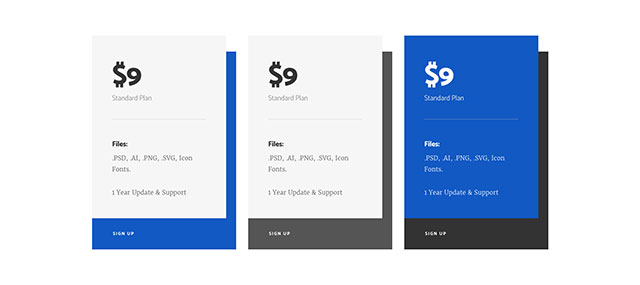 $9
Standard Plan
Files:
.PSD, .AI, .PNG, .SVG, Icon
Fonts.
1 Year Update & Support
SIGN UP
$9
Standard Plan
Files:
.PSD, .AI, .PNG, .SVG, Icon
Fonts.
1 Year Update & Support
SIGN UP
$9
Standard Plan
Files:
.PSD, .AI, .PNG, .SVG, Icon
Fonts.
1 Year Update & Support
SIGN UP